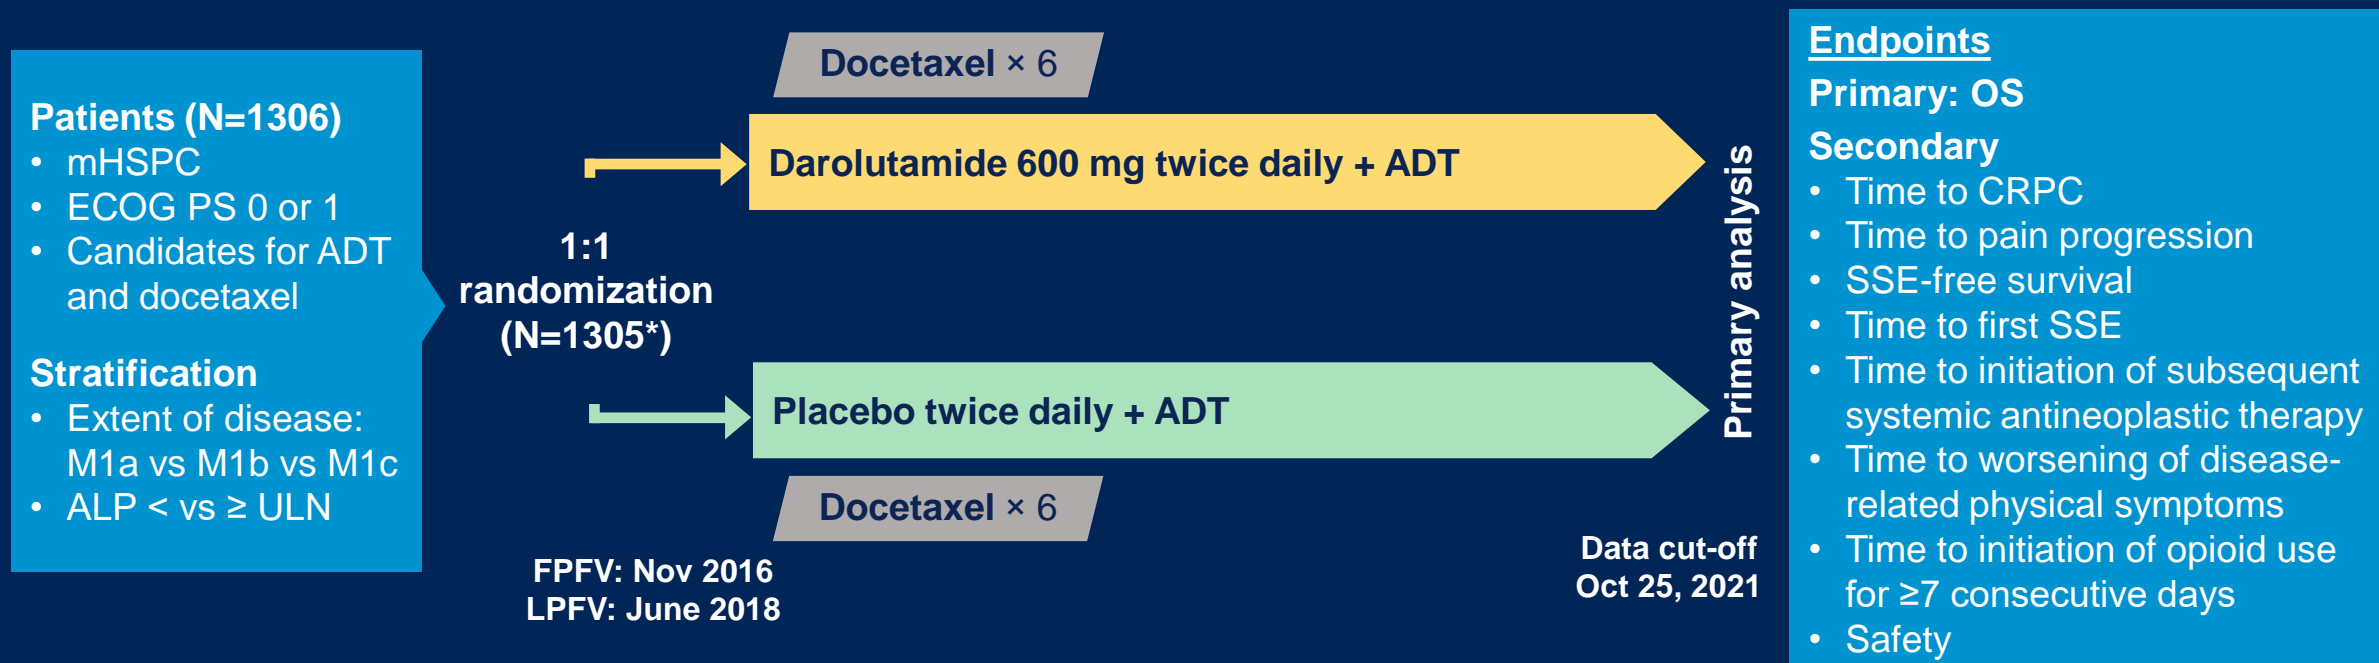 Patients (N=1306)
• mHSPC
• ECOG PS 0 or 1
• Candidates for ADT
and docetaxel
Stratification
• Extent of disease:
M1a vs M1b vs M1c
• ALP < vs ≥ ULN
1:1
randomization
(N=1305*)
Docetaxel × 6
Darolutamide 600 mg twice daily + ADT
Placebo twice daily + ADT
Docetaxel × 6
FPFV: Nov 2016
LPFV: June 2018
Primary analysis
Data cut-off
Oct 25, 2021
Endpoints
Primary: OS
Secondary
• Time to CRPC
• Time to pain progression
• SSE-free survival
• Time to first SSE
• Time to initiation of subsequent
systemic antineoplastic therapy
• Time to worsening of disease-
related physical symptoms
• Time to initiation of opioid use
for ≥7 consecutive days
• Safety